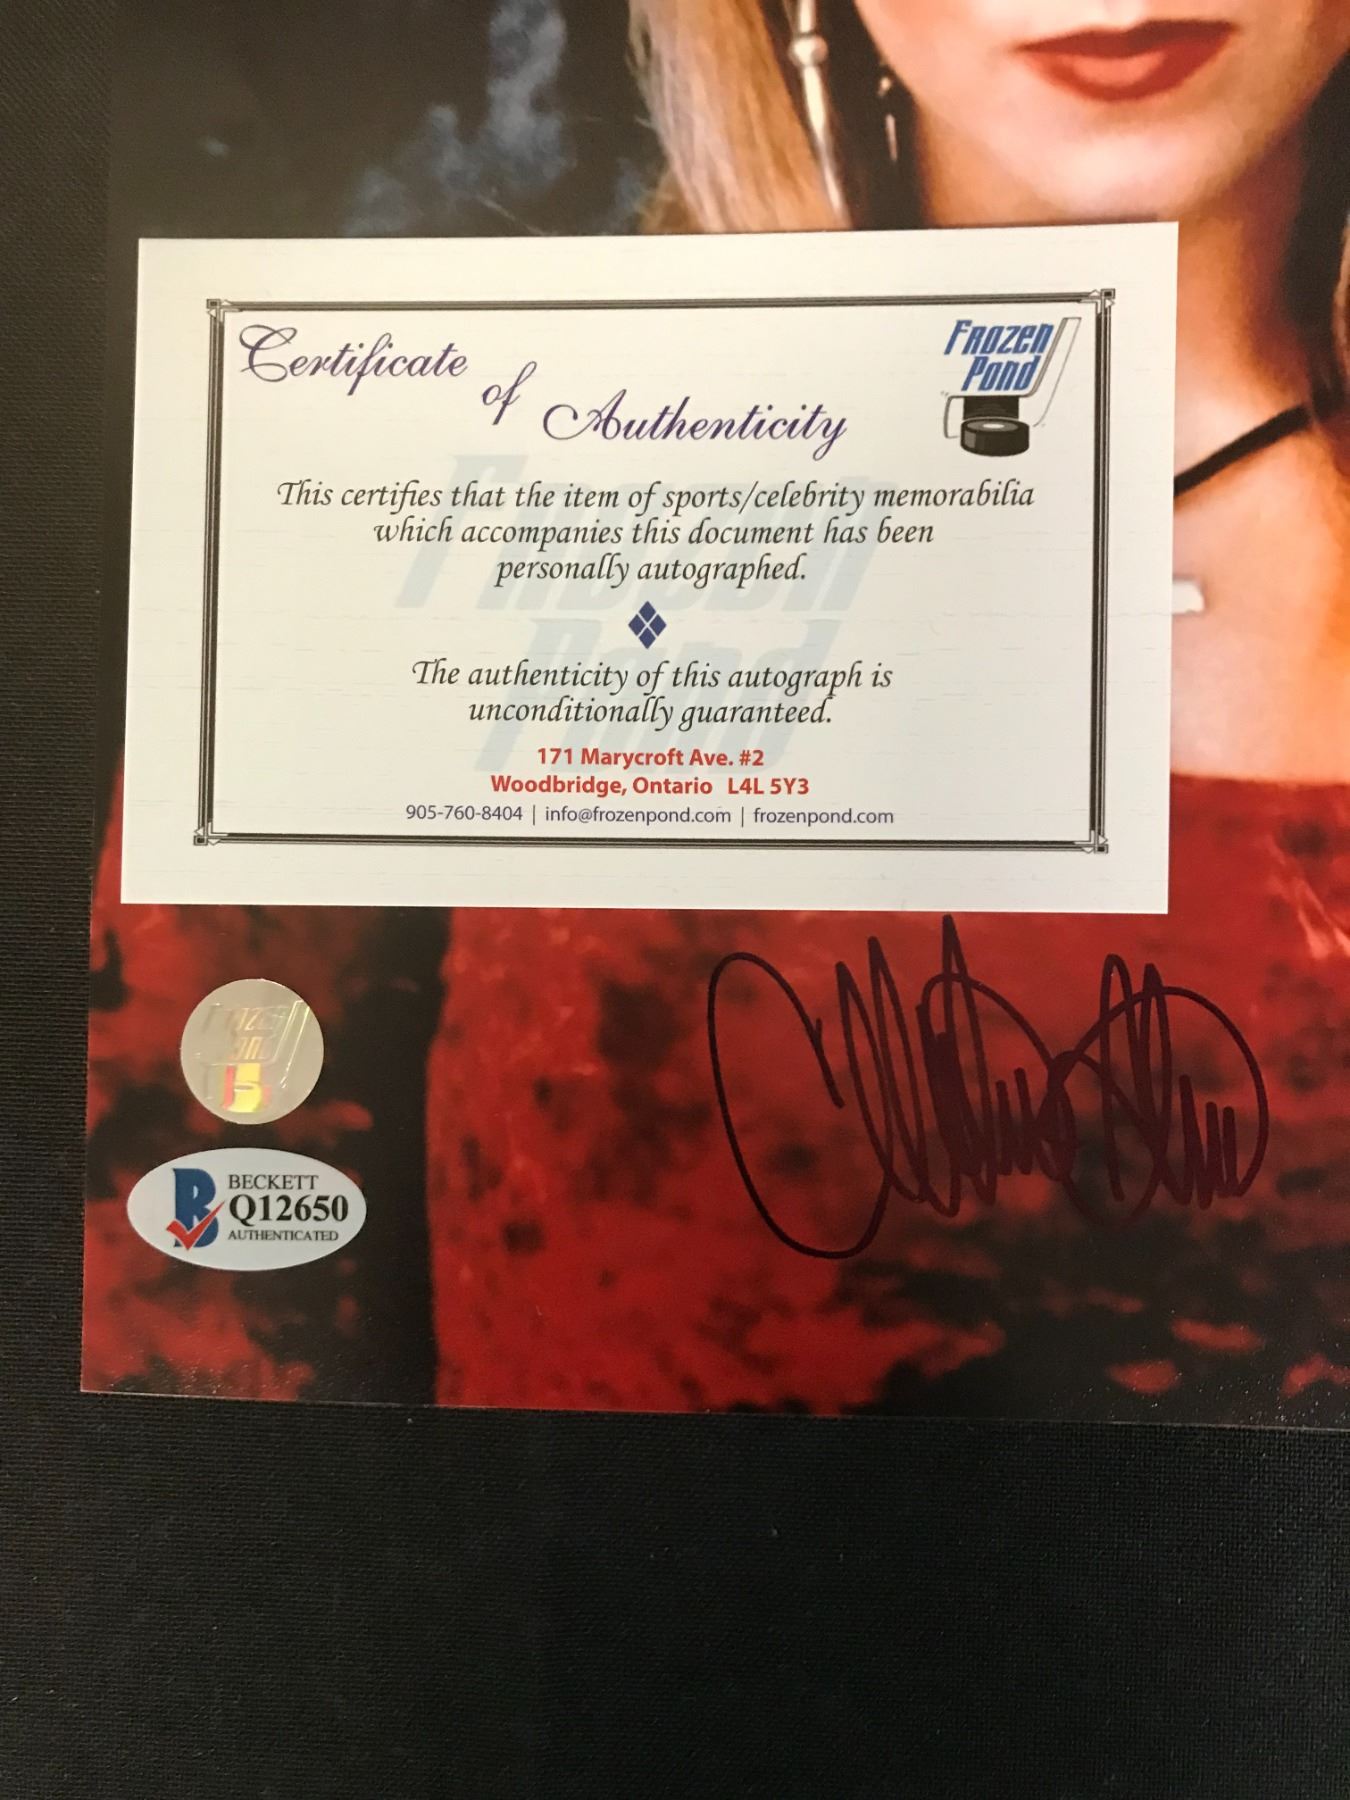 Certificate of Authenticity
Frozen
Pond
This certifies that the item of sports/celebrity memorabilia
which accompanies this document has been
personally autographed.
The authenticity of this autograph is
unconditionally guaranteed.
171 Marycroft Ave. #2
Woodbridge, Ontario L4L 5Y3
905-760-8404 | info@frozenpond.com | frozenpond.com
Frozen
Pond
BECKETT
Q12650
AUTHENTICATED